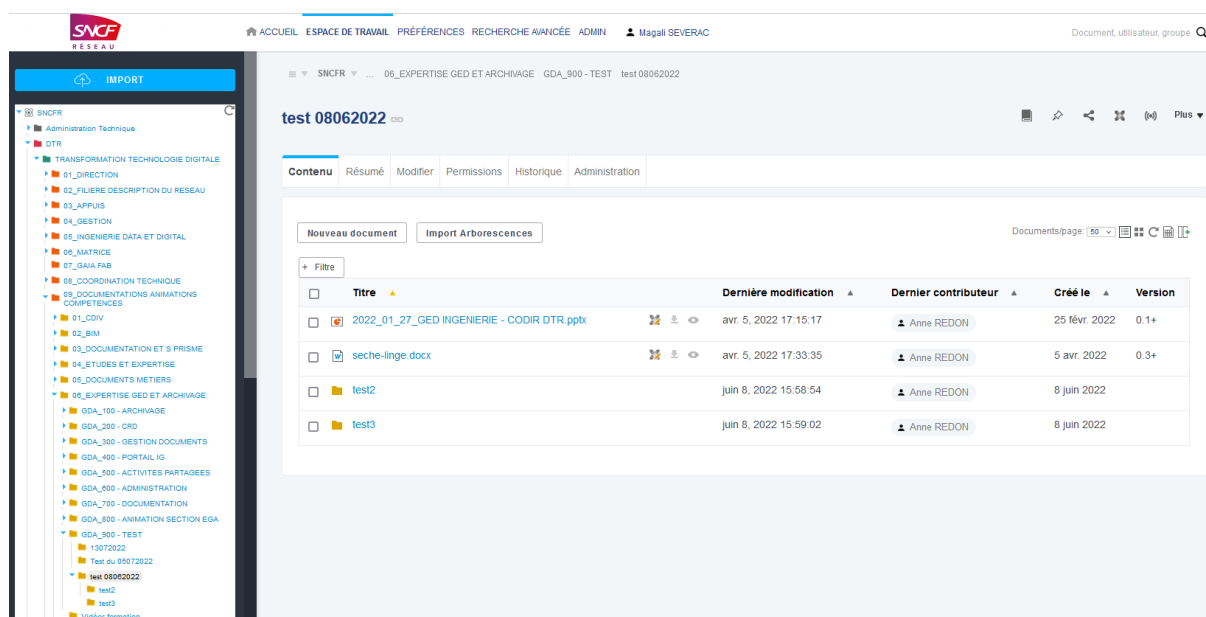 SNCF
RÉSEAU
ACCUEIL ESPACE DE TRAVAIL PRÉFÉRENCES RECHERCHE AVANCÉE ADMIN Magali SEVERAC
Document, utilisateur, groupe
IMPORT
SNCFR
Administration Technique
DTR
TRANSFORMATION TECHNOLOGIE DIGITALE
01_DIRECTION
02_FILIERE DESCRIPTION DU RESEAU
03_APPUIS
04_GESTION
05_INGENIERIE DATA ET DIGITAL
06_MATRICE
07_GAIA FAB
08_COORDINATION TECHNIQUE
09_DOCUMENTATIONS ANIMATIONS
COMPETENCES
01_CDIV
02_BIM
03_DOCUMENTATION ET S PRISME
04_ETUDES ET EXPERTISE
05_DOCUMENTS METIERS
06_EXPERTISE GED ET ARCHIVAGE
GDA_100 - ARCHIVAGE
GDA_200 - CRD
GDA_300 - GESTION DOCUMENTS
GDA_400 - PORTAIL IG
GDA_500 - ACTIVITES PARTAGEES
GDA_600 - ADMINISTRATION
GDA_700 - DOCUMENTATION
GDA_800 - ANIMATION SECTION EGA
GDA_900 - TEST
13072022
Test du 05072022
test 08062022
test2
test3
Vidéos formation
SNCFR ... 06_EXPERTISE GED ET ARCHIVAGE GDA_900 - TEST test 08062022
test 08062022
Plus
Contenu Résumé Modifier Permissions Historique Administration
Nouveau document Import Arborescences
Documents/page: 50
+ Filtre
Titre Dernière modification Dernier contributeur Créé le Version
2022_01_27_GED INGENIERIE - CODIR DTR.pptx avr. 5, 2022 17:15:17 Anne REDON 25 févr. 2022 0.1+
seche-linge.docx avr. 5, 2022 17:33:35 Anne REDON 5 avr. 2022 0.3+
test2 juin 8, 2022 15:58:54 Anne REDON 8 juin 2022
test3 juin 8, 2022 15:59:02 Anne REDON 8 juin 2022